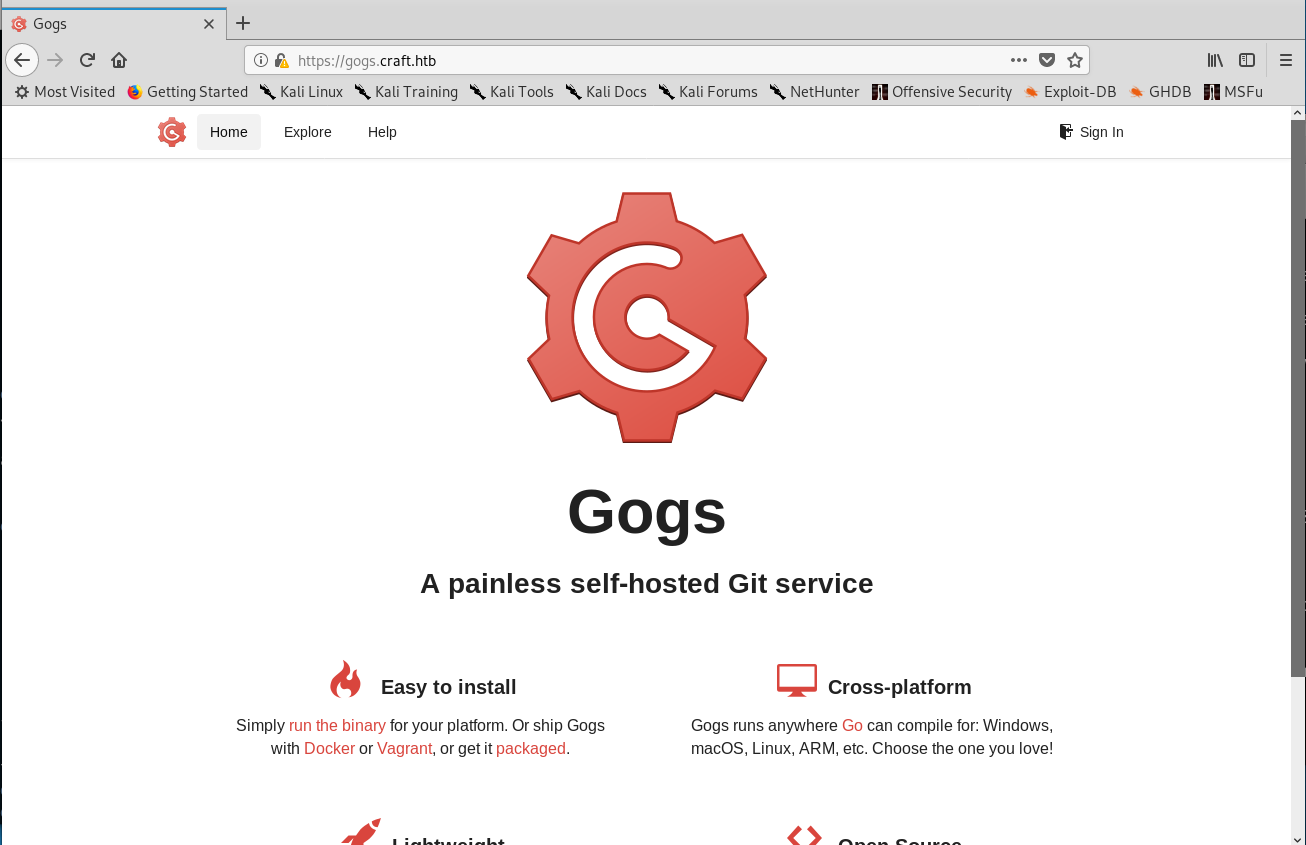 Gogs
https://gogs.craft.htb
Most Visited Getting Started Kali Linux Kali Training Kali Tools Kali Docs Kali Forums NetHunter Offensive Security Exploit-DB GHDB MSFu
Home Explore Help Sign In
Gogs
A painless self-hosted Git service
Easy to install
Simply run the binary for your platform. Or ship Gogs
with Docker or Vagrant, or get it packaged.
Cross-platform
Gogs runs anywhere Go can compile for: Windows,
macOS, Linux, ARM, etc. Choose the one you love!
Lightweight
Open Source